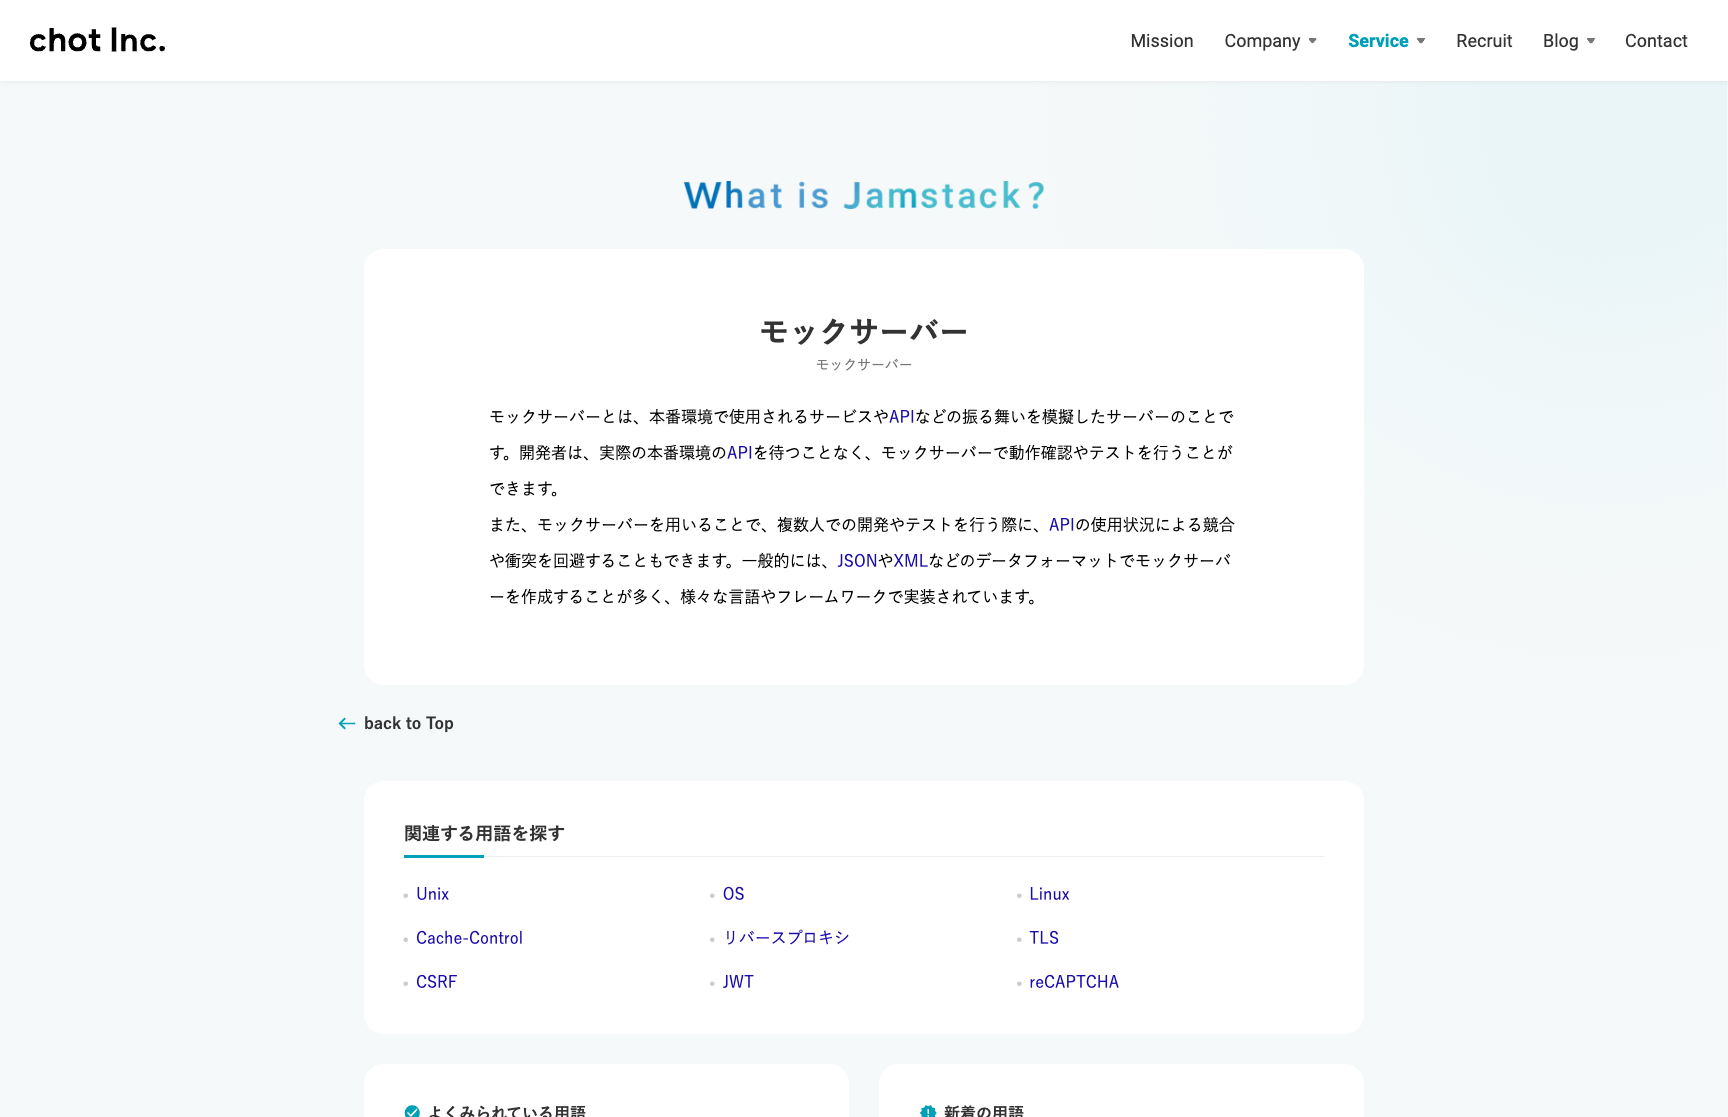 chot Inc.
Mission Company Service Recruit Blog Contact
What is Jamstack?
モックサーバー
モックサーバー
モックサーバーとは、本番環境で使用されるサービスやAPIなどの振る舞いを模擬したサーバーのことで
す。開発者は、実際の本番環境のAPIを待つことなく、モックサーバーで動作確認やテストを行うことが
できます。
また、モックサーバーを用いることで、複数人での開発やテストを行う際に、APIの使用状況による競合
や衝突を回避することもできます。一般的には、JSONやXMLなどのデータフォーマットでモックサーバ
ーを作成することが多く、様々な言語やフレームワークで実装されています。
back to Top
関連する用語を探す
Unix OS Linux
Cache-Control リバースプロキシ TLS
CSRF JWT reCAPTCHA
よくみられている用語 新着の用語